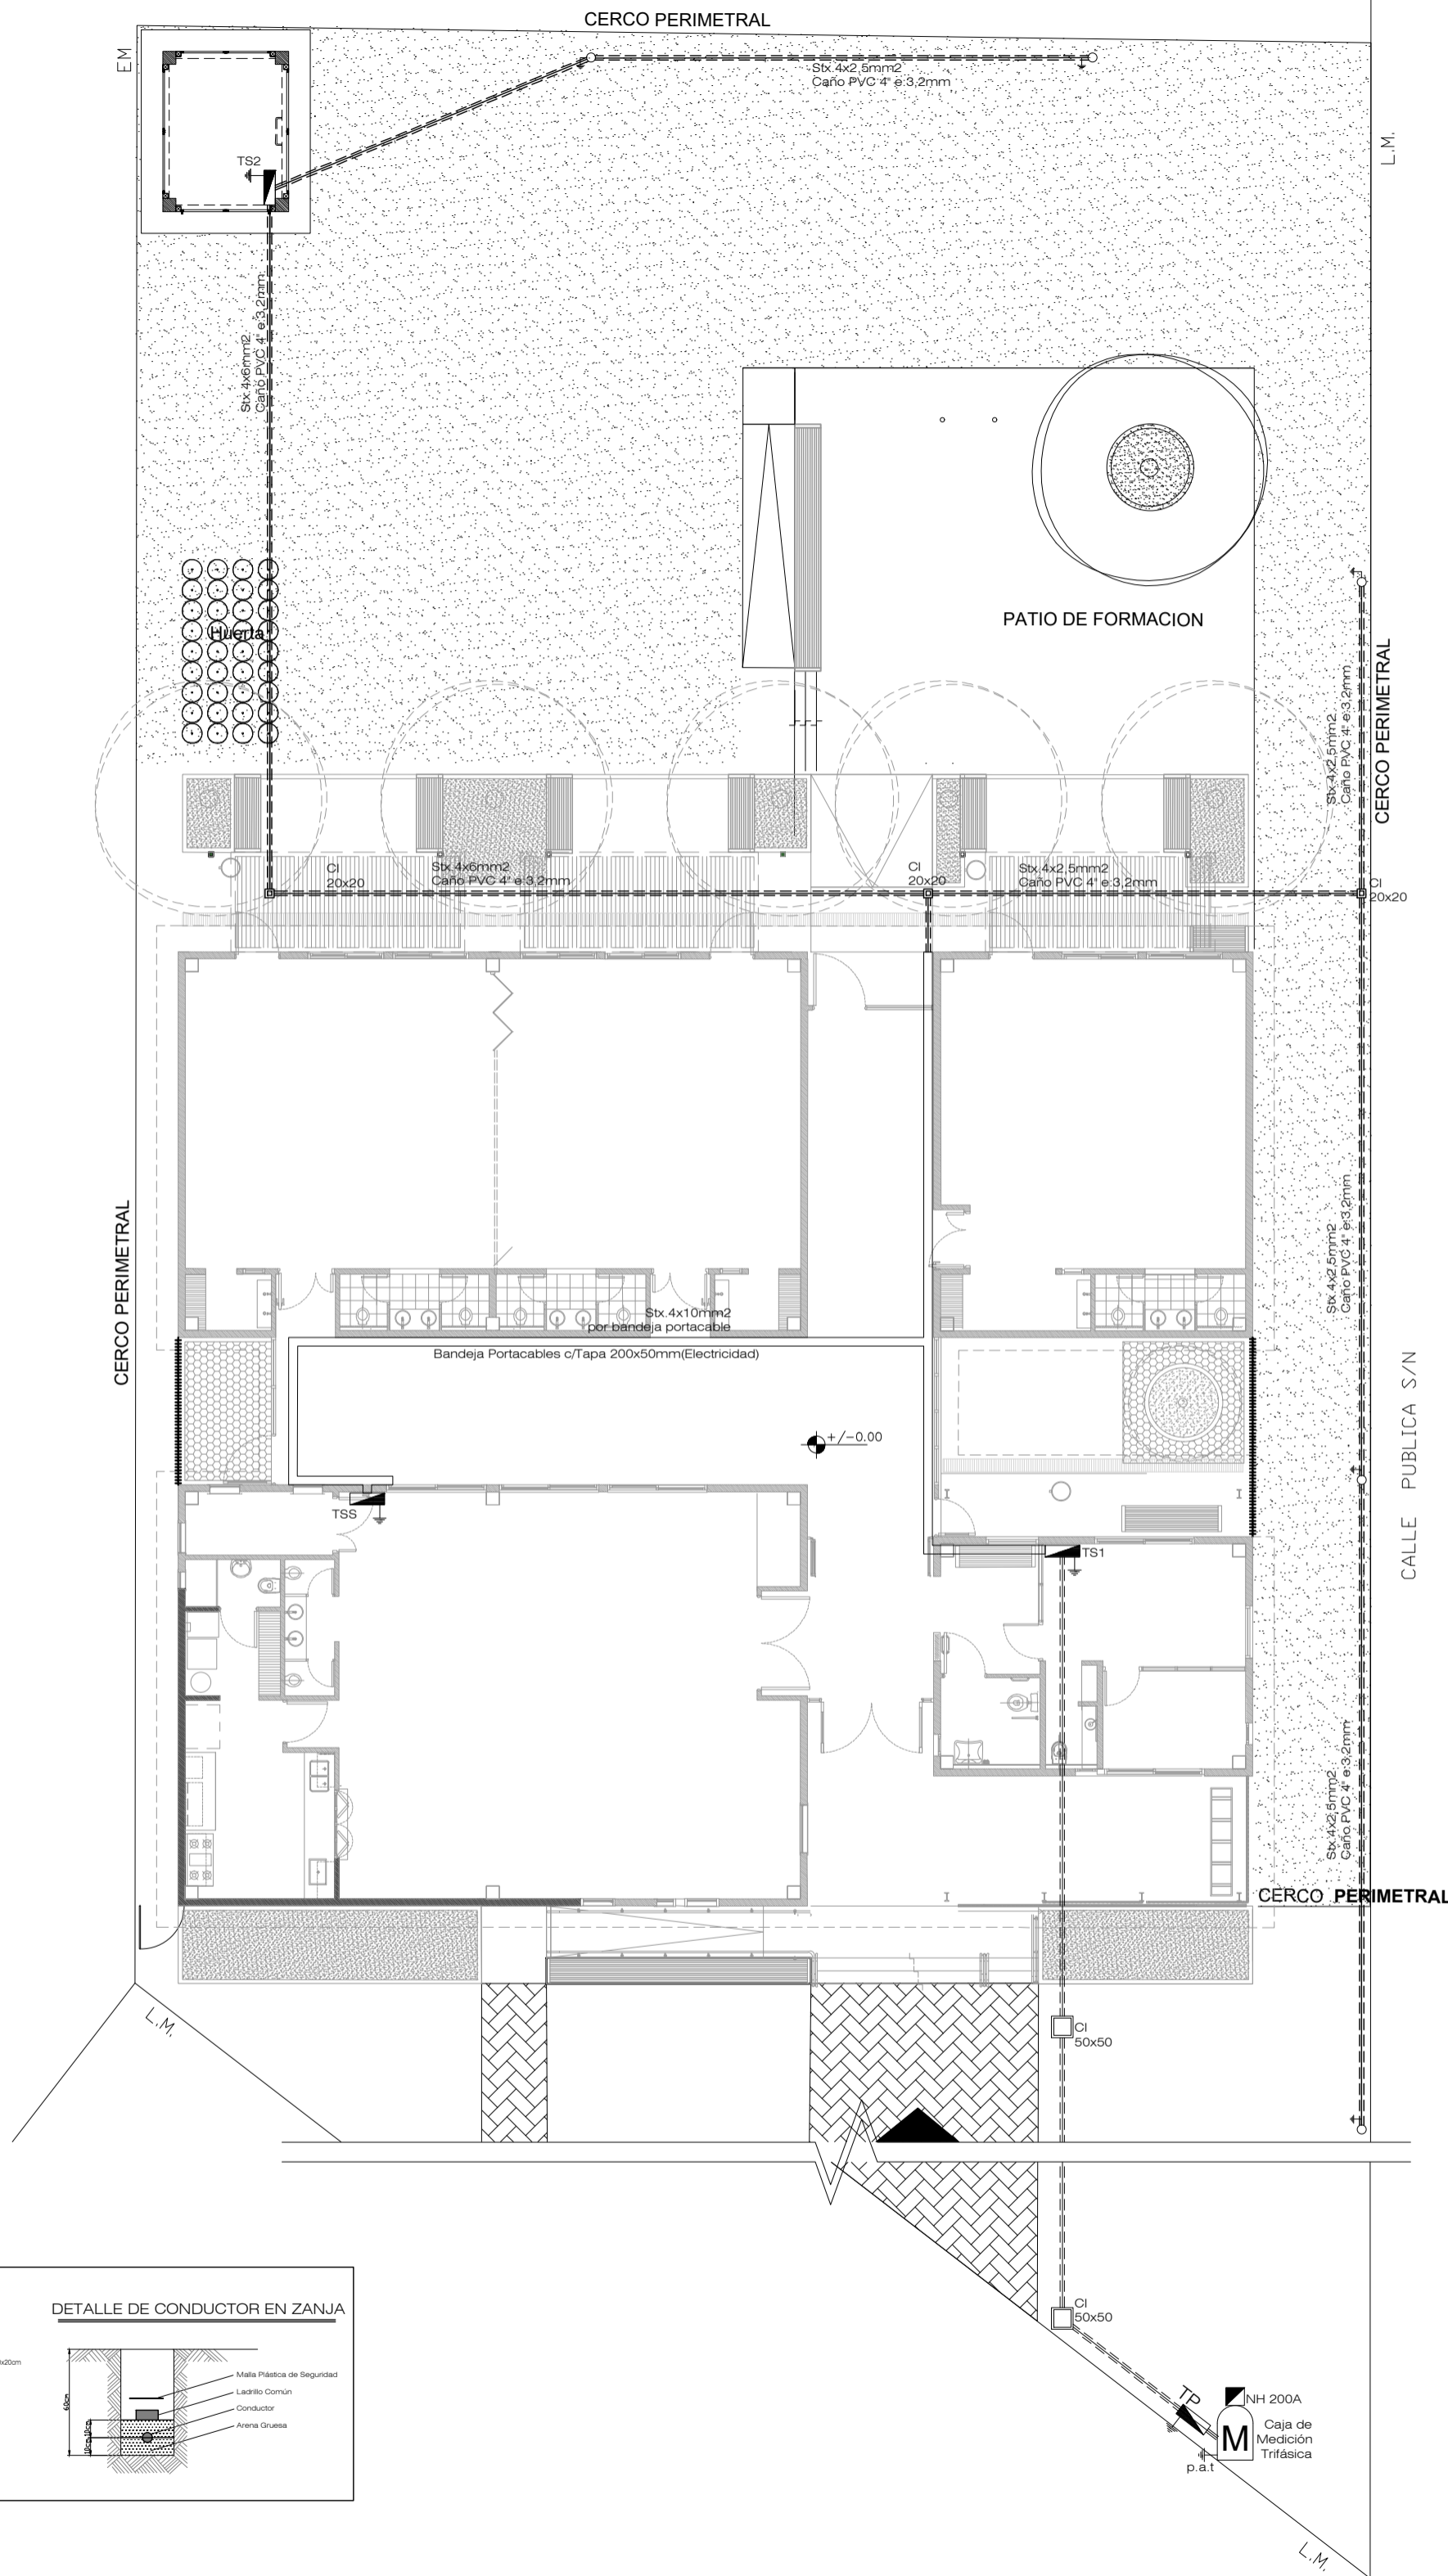 CERCO PERIMETRAL
EM
Stx.4x2,5mm2
Caño PVC 4" e:3,2mm
L.M.
TS2
Stx.4x6mm2
Caño PVC 4" e:3,2mm
PATIO DE FORMACION
Huerta
CERCO PERIMETRAL
Stx.4x2,5mm2
Caño PVC 4" e:3,2mm
CI
20x20
Stx.4x6mm2
Caño PVC 4" e:3,2mm
CI
20x20
Stx.4x2,5mm2
Caño PVC 4" e:3,2mm
CI
20x20
CERCO PERIMETRAL
Stx.4x2,5mm2
Caño PVC 4" e:3,2mm
Stx.4x10mm2
por bandeja portacable
Bandeja Portacables c/Tapa 200x50mm(Electricidad)
+/-0.00
CALLE PUBLICA S/N
TSS
TS1
Stx.4x2,5mm2
Caño PVC 4" e:3,2mm
CERCO PERIMETRAL
L.M.
CI
50x50
CI
50x50
DETALLE DE CONDUCTOR EN ZANJA
Malla Plástica de Seguridad
Ladrillo Común
Conductor
Arena Gruesa
60cm
10cm
10cm
TP
NH 200A
M
Caja de
Medición
Trifásica
p.a.t
L.M.